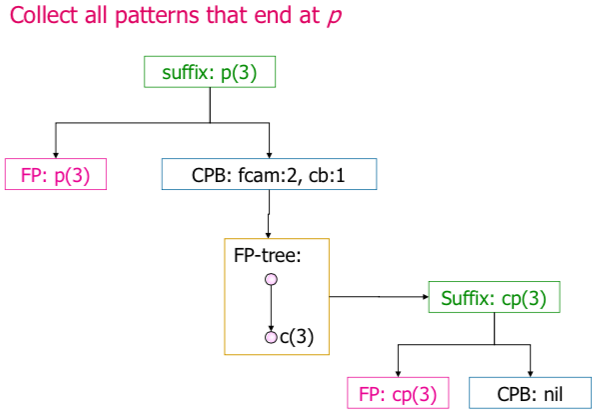 Collect all patterns that end at p
suffix: p(3)
FP: p(3)
CPB: fcam:2, cb:1
FP-tree:
c(3)
Suffix: cp(3)
FP: cp(3)
CPB: nil